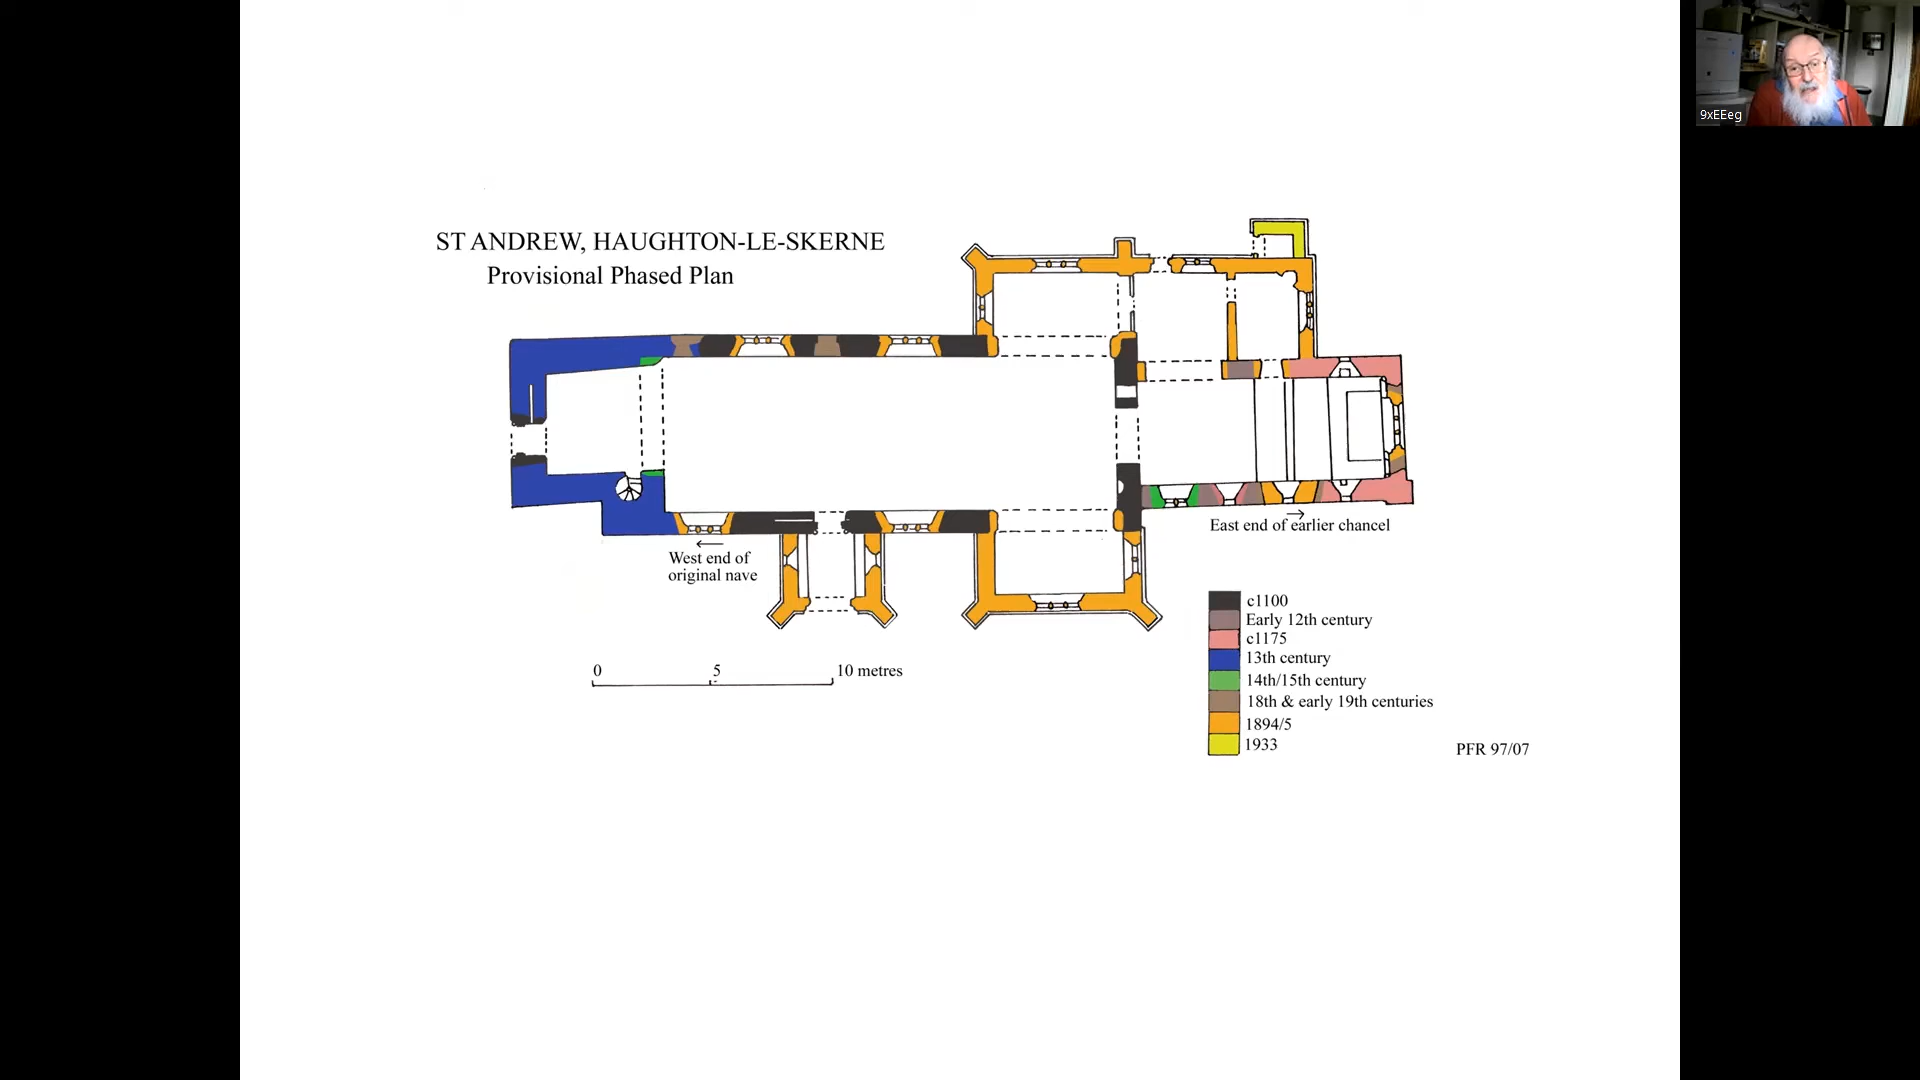 9xEEeg
ST ANDREW, HAUGHTON-LE-SKERNE
Provisional Phased Plan
East end of earlier chancel
West end of
original nave
0 5 10 metres
c1100
Early 12th century
c1175
13th century
14th/15th century
18th & early 19th centuries
1894/5
1933
PFR 97/07